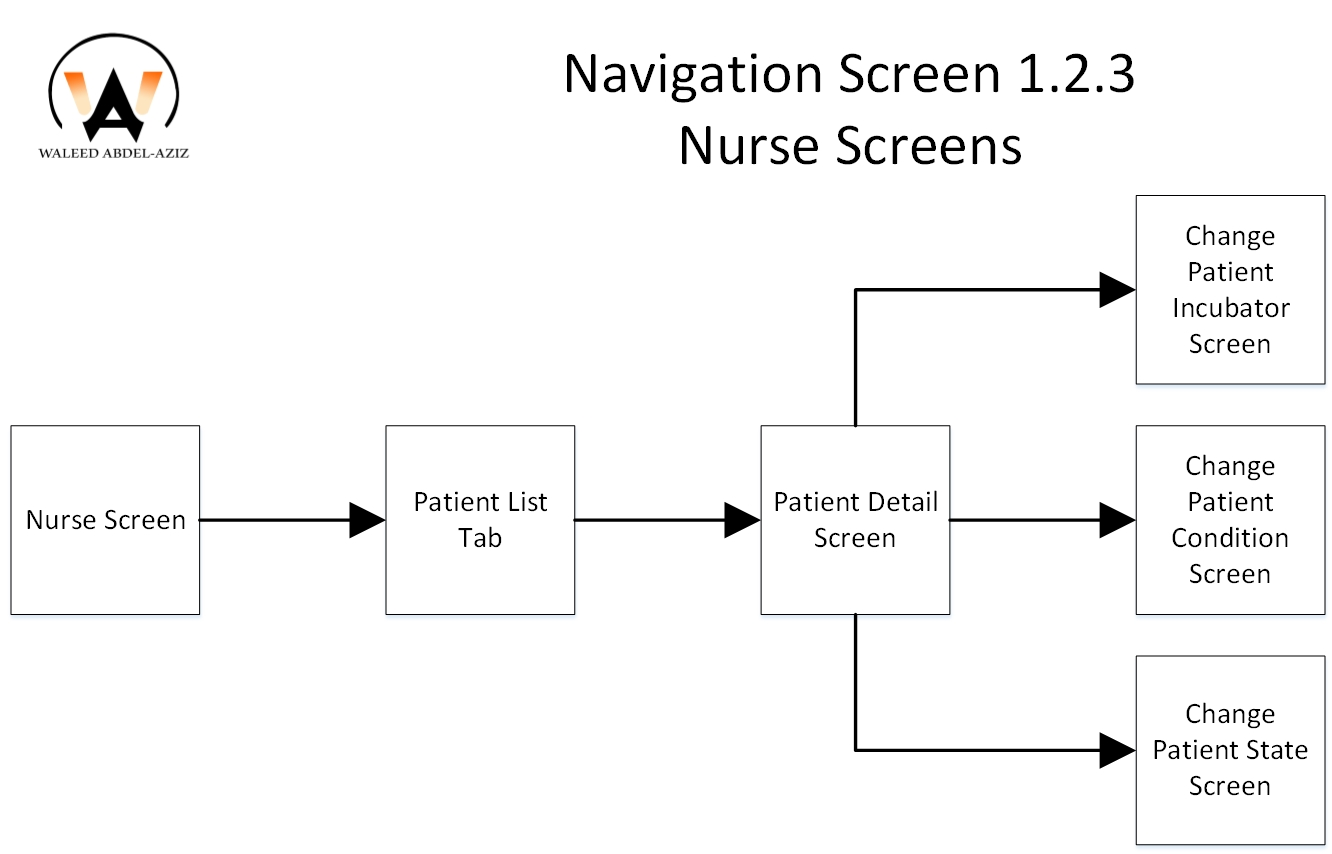 WALEED ABDEL-AZIZ
Navigation Screen 1.2.3
Nurse Screens
Nurse Screen
Patient List
Tab
Patient Detail
Screen
Change
Patient
Incubator
Screen
Change
Patient
Condition
Screen
Change
Patient State
Screen